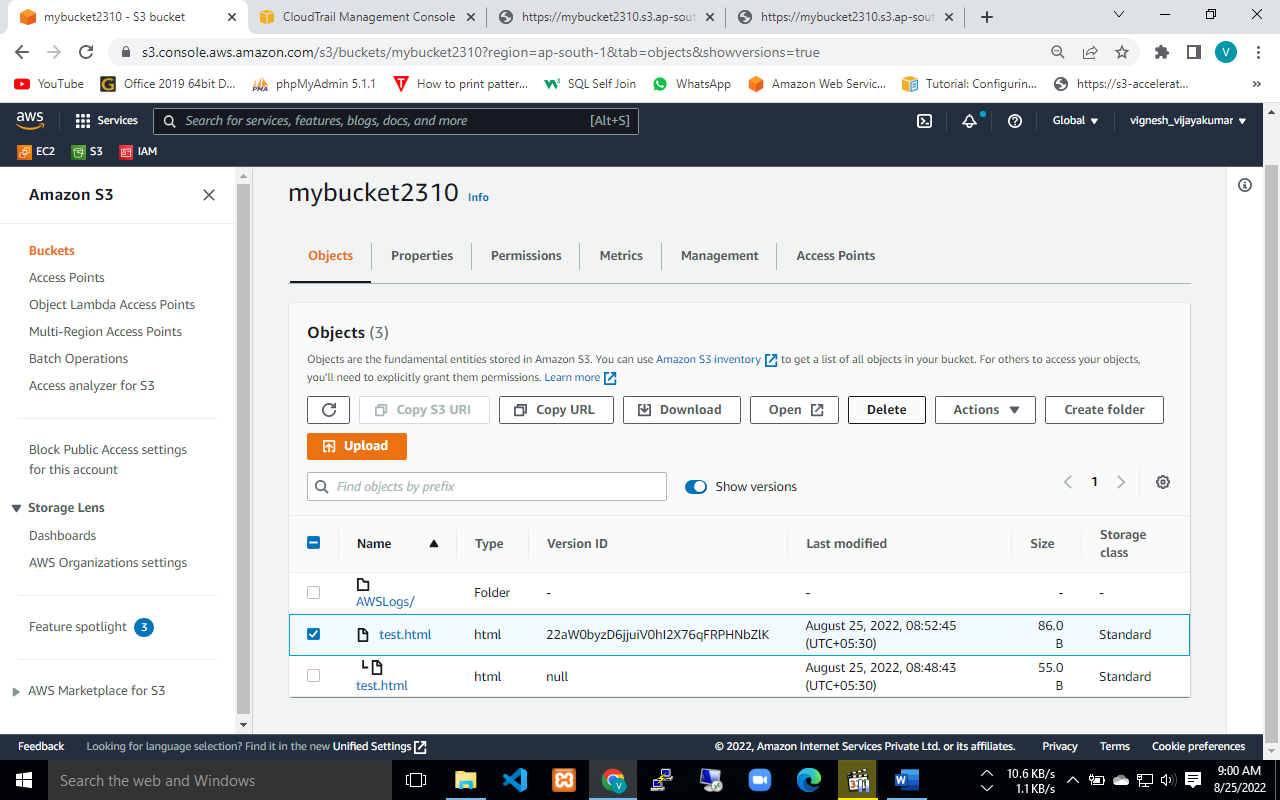 mybucket2310 - S3 bucket
CloudTrail Management Console
https://mybucket2310.s3.ap-sout
https://mybucket2310.s3.ap-sout
s3.console.aws.amazon.com/s3/buckets/mybucket2310?region=ap-south-1&tab=objects&showversions=true
V
YouTube
Office 2019 64bit D...
phpMyAdmin 5.1.1
How to print patter...
SQL Self Join
WhatsApp
Amazon Web Servic...
Tutorial: Configurin...
https://s3-accelerat...
»
aws
Services
Search for services, features, blogs, docs, and more
[Alt+S]
Global
vignesh_vijayakumar
EC2
S3
IAM
Amazon S3
Buckets
Access Points
Object Lambda Access Points
Multi-Region Access Points
Batch Operations
Access analyzer for S3
Block Public Access settings
for this account
Storage Lens
Dashboards
AWS Organizations settings
Feature spotlight 3
AWS Marketplace for S3
mybucket2310 Info
Objects
Properties
Permissions
Metrics
Management
Access Points
Objects (3)
Objects are the fundamental entities stored in Amazon S3. You can use Amazon S3 inventory to get a list of all objects in your bucket. For others to access your objects,
you'll need to explicitly grant them permissions. Learn more
Copy S3 URI
Copy URL
Download
Open
Delete
Actions
Create folder
Upload
Find objects by prefix
Show versions
1
Name
Type
Version ID
Last modified
Size
Storage
class
AWSLogs/
Folder
-
-
-
-
test.html
html
22aW0byzD6jjuiV0hI2X76qFRPHNbZlK
August 25, 2022, 08:52:45
(UTC+05:30)
86.0
B
Standard
test.html
html
null
August 25, 2022, 08:48:43
(UTC+05:30)
55.0
B
Standard
Feedback
Looking for language selection? Find it in the new Unified Settings
© 2022, Amazon Internet Services Private Ltd. or its affiliates.
Privacy
Terms
Cookie preferences
Search the web and Windows
10.6 KB/s
1.1 KB/s
9:00 AM
8/25/2022